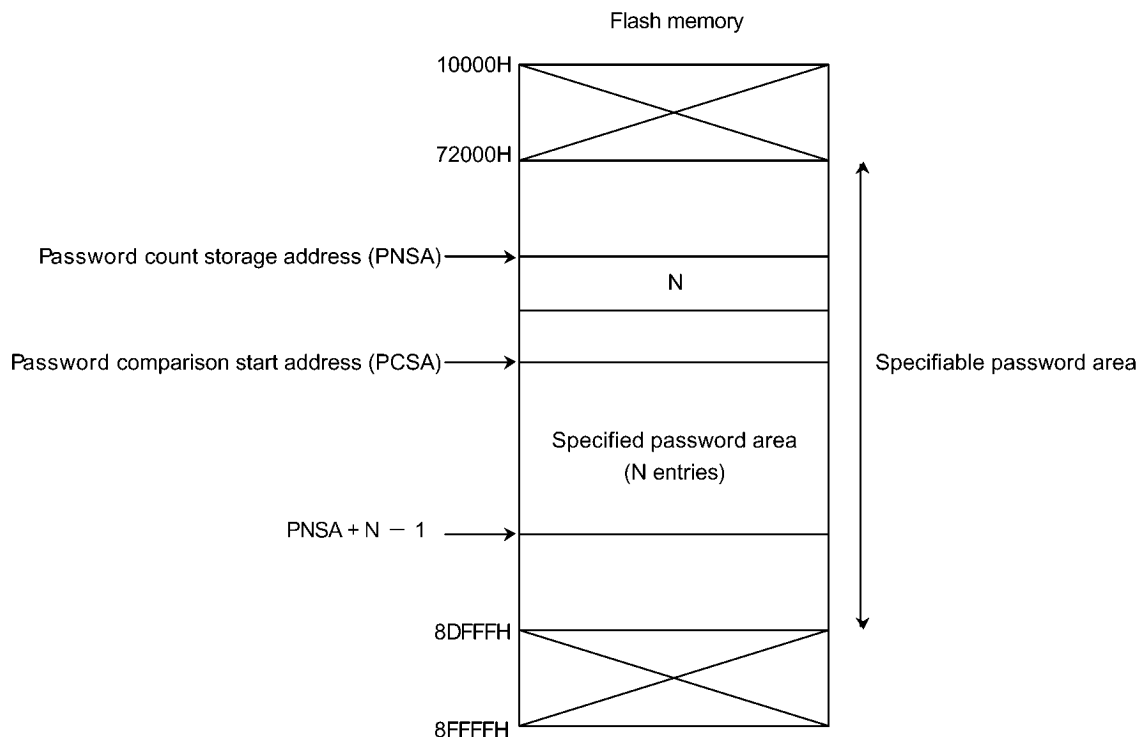 Flash memory
10000H
72000H
Password count storage address (PNSA)
N
Password comparison start address (PCSA)
Specifiable password area
Specified password area
(N entries)
PNSA + N － 1
8DFFFH
8FFFFH